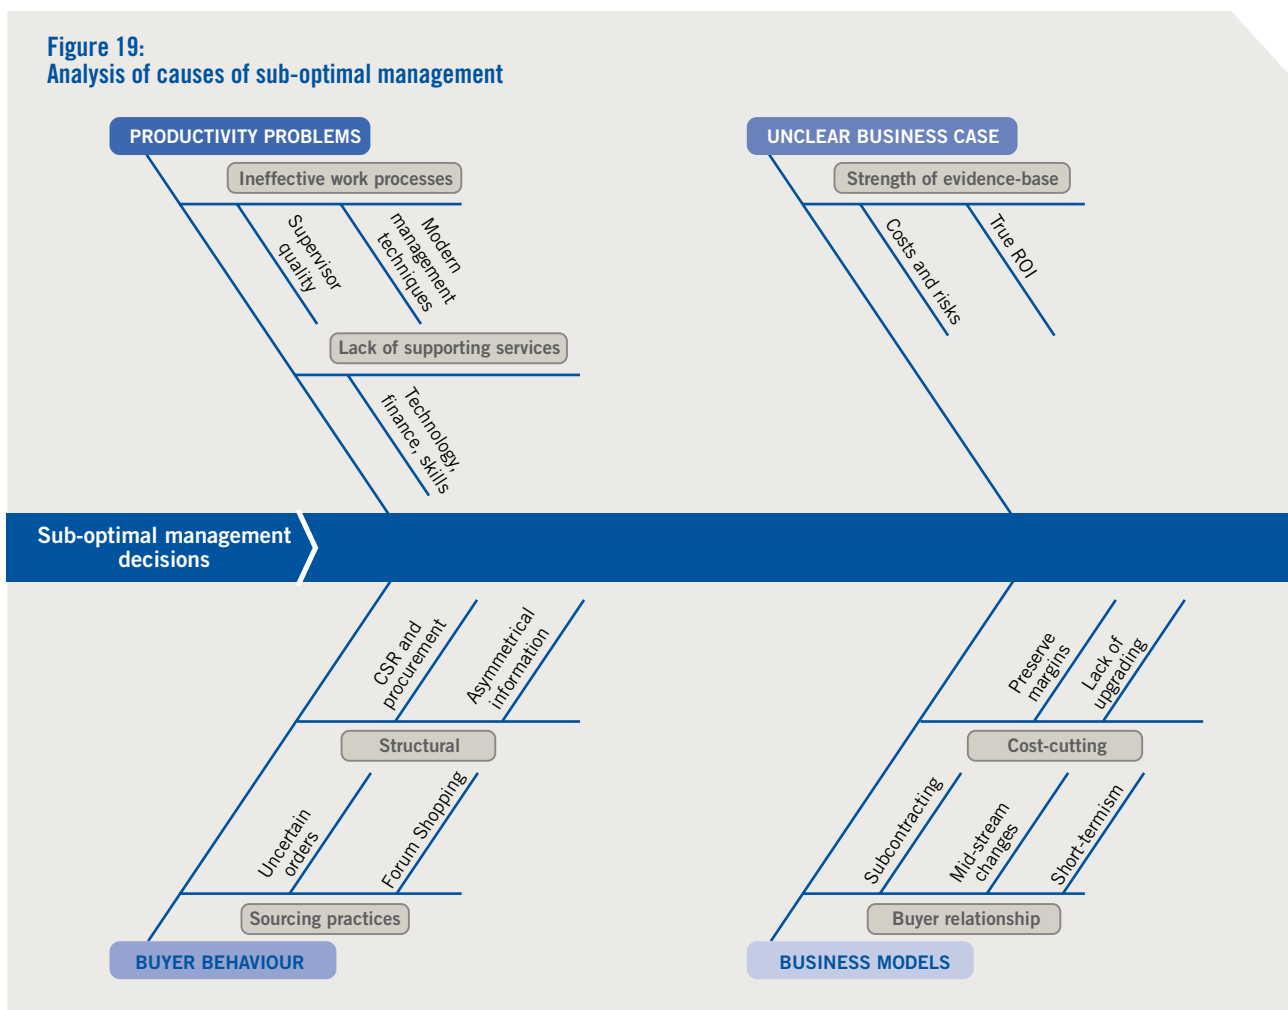 Figure 19:
Analysis of causes of sub-optimal management
PRODUCTIVITY PROBLEMS
Ineffective work processes
Supervisor
quality
Modern
management
techniques
Lack of supporting services
Technology,
finance, skills
UNCLEAR BUSINESS CASE
Strength of evidence-base
Costs and risks
True ROI
Sub-optimal management
decisions
CSR and
procurement
Asymmetrical
information
Structural
Uncertain
orders
Forum Shopping
Sourcing practices
BUYER BEHAVIOUR
Preserve
margins
Lack of
upgrading
Cost-cutting
Subcontracting
Mid-stream
changes
Short-termism
Buyer relationship
BUSINESS MODELS